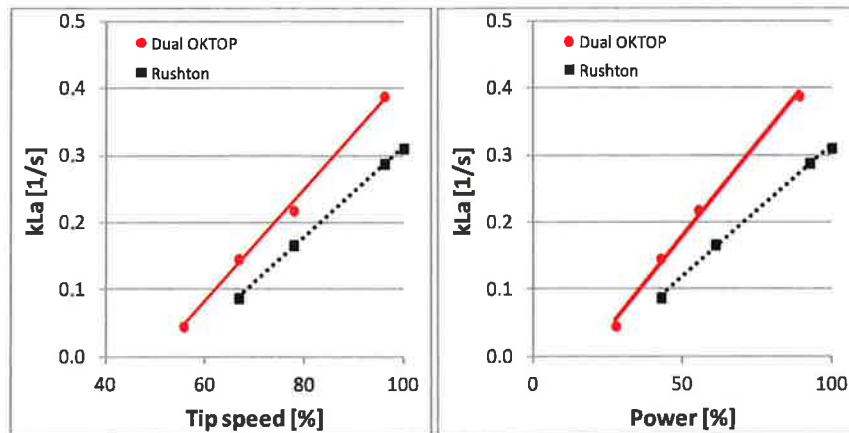 0.5
0.4
0.3
0.2
0.1
0.0
kLa [1/s]
Dual OKTOP
Rushton
40
60
80
100
Tip speed [%]
0.5
0.4
0.3
0.2
0.1
0.0
kLa [1/s]
Dual OKTOP
Rushton
0
50
100
Power [%]